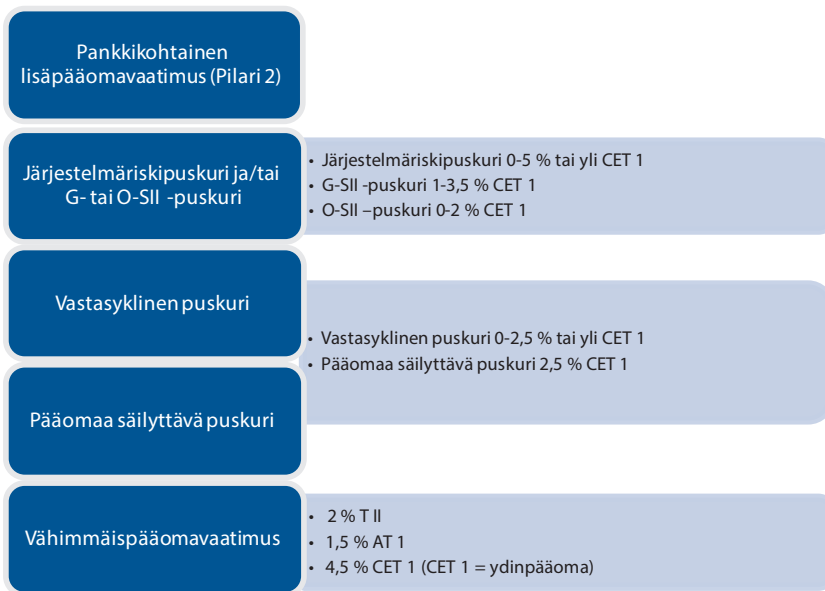 Pankkikohtainen
lisäpääomavaatimus (Pilari 2)
Järjestelmäriskipuskuri ja/tai
G- tai O-SII -puskuri
• Järjestelmäriskipuskuri 0-5 % tai yli CET 1
• G-SII -puskuri 1-3,5 % CET 1
• O-SII –puskuri 0-2 % CET 1
Vastasyklinen puskuri
• Vastasyklinen puskuri 0-2,5 % tai yli CET 1
• Pääomaa säilyttävä puskuri 2,5 % CET 1
Pääomaa säilyttävä puskuri
Vähimmäispääomavaatimus
• 2 % T II
• 1,5 % AT 1
• 4,5 % CET 1 (CET 1 = ydinpääoma)